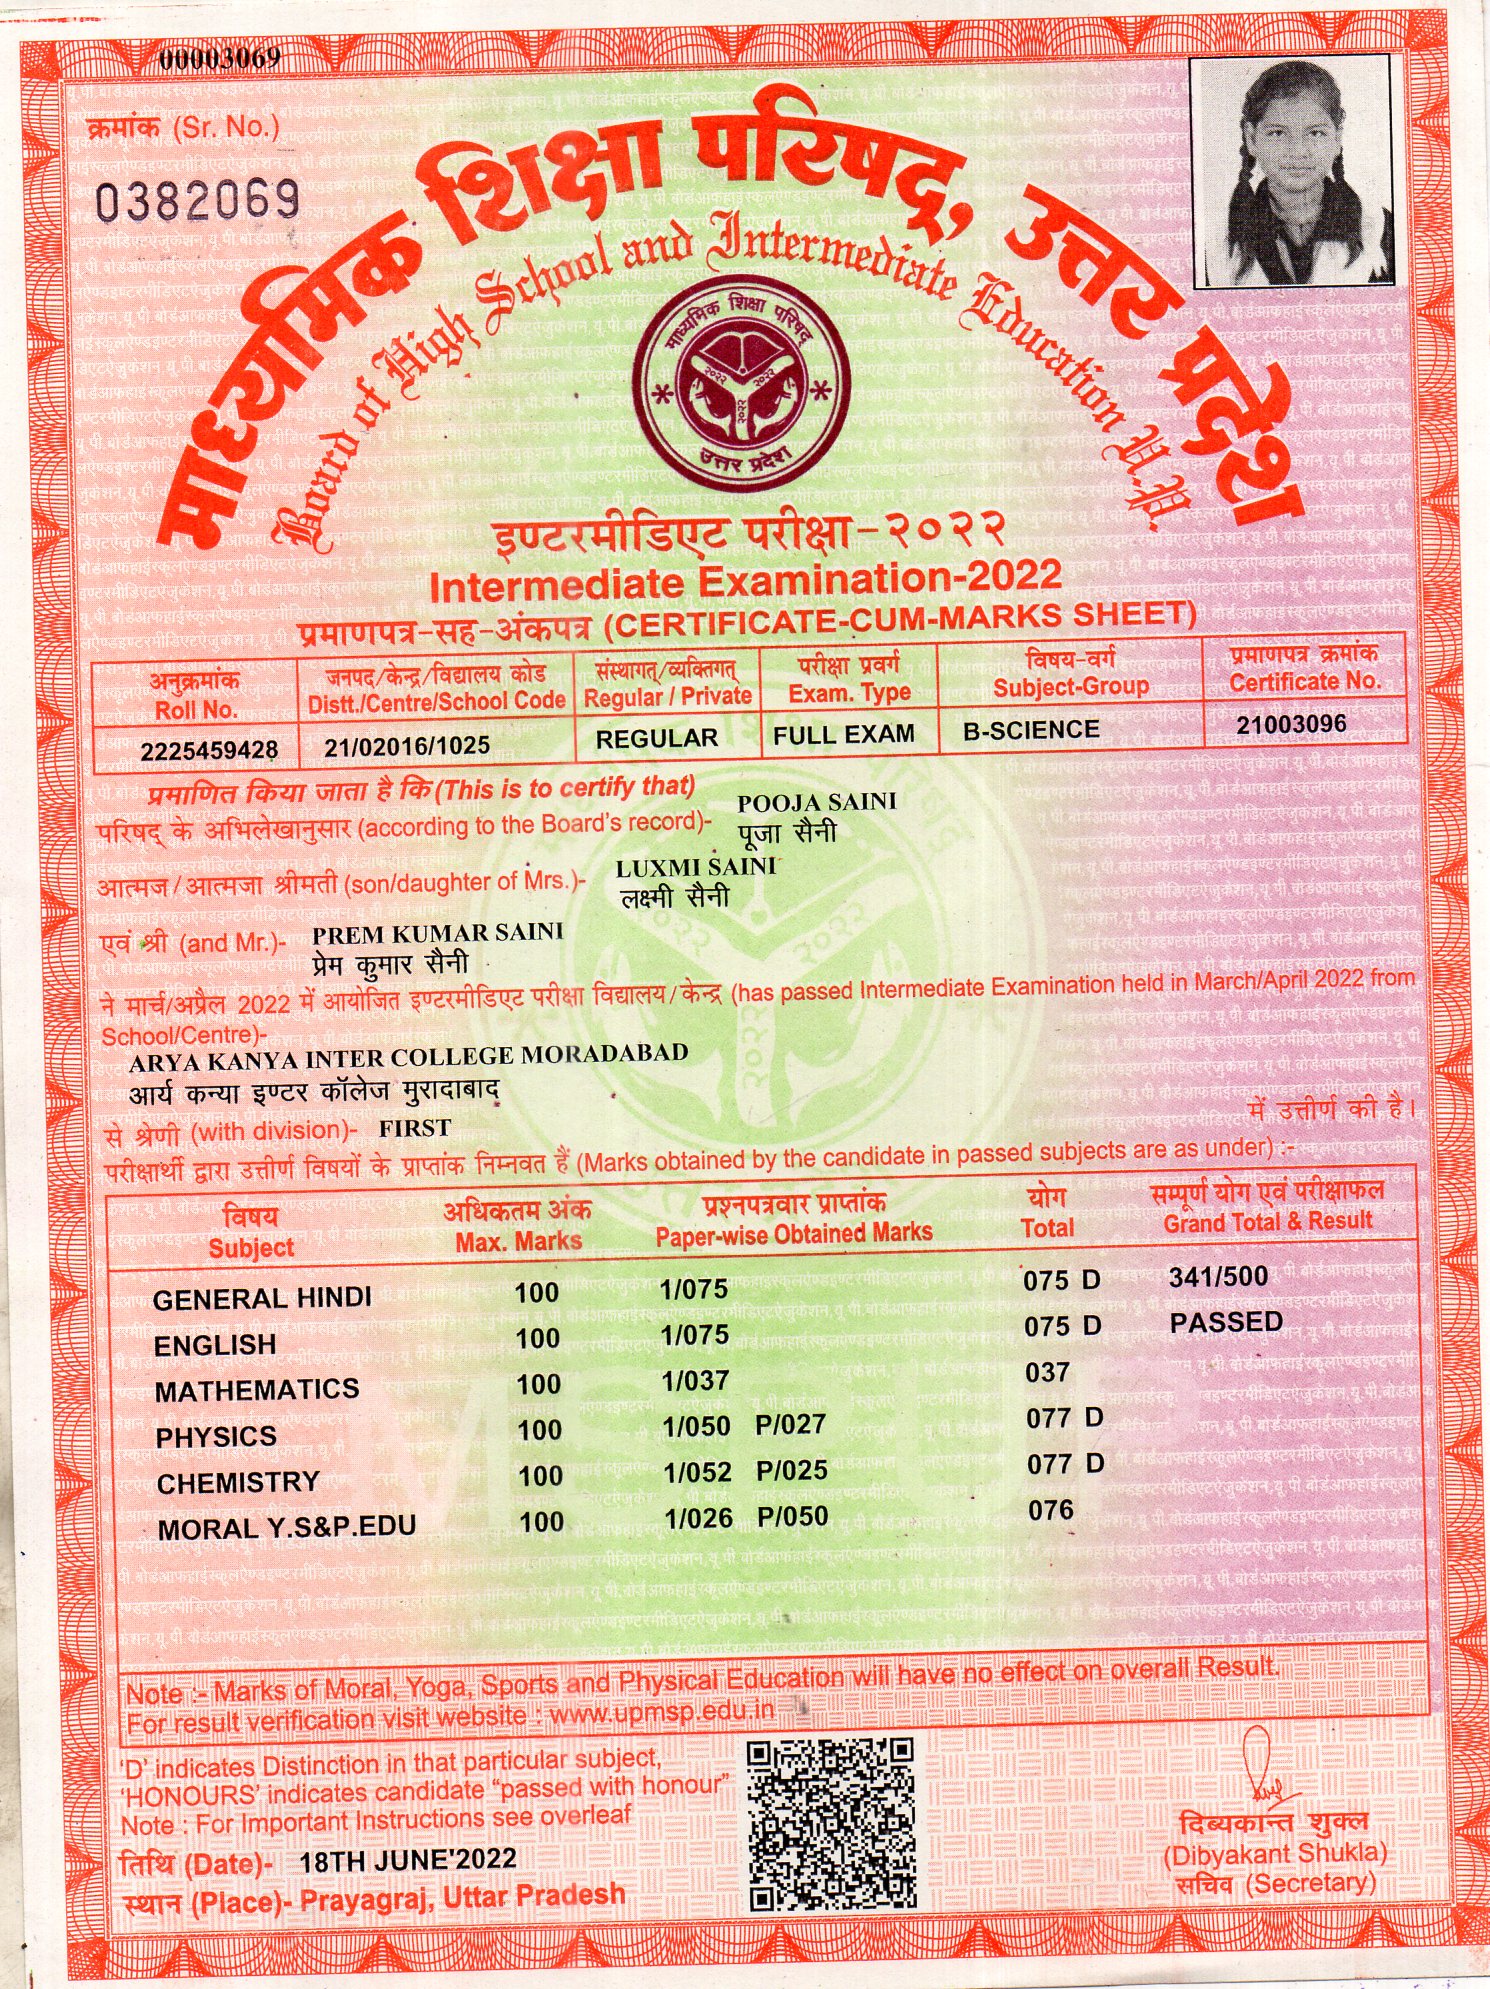 00003069
क्रमांक (Sr. No.)
0382069
माध्यमिक शिक्षा परिषद्, उत्तर प्रदेश
Board of High School and Intermediate Education U.P.
माध्यमिक शिक्षा परिषद्
२०२२ २०२२
२०२२
उत्तर प्रदेश
इण्टरमीडिएट परीक्षा-२०२२
Intermediate Examination-2022
प्रमाणपत्र-सह-अंकपत्र (CERTIFICATE-CUM-MARKS SHEET)
अनुक्रमांक जनपद/केन्द्र/विद्यालय कोड संस्थागत्/व्यक्तिगत् परीक्षा प्रवर्ग विषय-वर्ग प्रमाणपत्र क्रमांक
Roll No. Distt./Centre/School Code Regular / Private Exam. Type Subject-Group Certificate No.
2225459428 21/02016/1025 REGULAR FULL EXAM B-SCIENCE 21003096
प्रमाणित किया जाता है कि (This is to certify that)
POOJA SAINI
परिषद् के अभिलेखानुसार (according to the Board's record)- पूजा सैनी
LUXMI SAINI
आत्मज/आत्मजा श्रीमती (son/daughter of Mrs.)- लक्ष्मी सैनी
एवं श्री (and Mr.)- PREM KUMAR SAINI
प्रेम कुमार सैनी
ने मार्च/अप्रैल 2022 में आयोजित इण्टरमीडिएट परीक्षा विद्यालय/केन्द्र (has passed Intermediate Examination held in March/April 2022 from
School/Centre)-
ARYA KANYA INTER COLLEGE MORADABAD
आर्य कन्या इण्टर कॉलेज मुरादाबाद
से श्रेणी (with division)- FIRST में उत्तीर्ण की है।
परीक्षार्थी द्वारा उत्तीर्ण विषयों के प्राप्तांक निम्नवत हैं (Marks obtained by the candidate in passed subjects are as under) :-
विषय अधिकतम अंक प्रश्नपत्रवार प्राप्तांक योग सम्पूर्ण योग एवं परीक्षाफल
Subject Max. Marks Paper-wise Obtained Marks Total Grand Total & Result
GENERAL HINDI 100 1/075 075 D 341/500
ENGLISH 100 1/075 075 D PASSED
MATHEMATICS 100 1/037 037
PHYSICS 100 1/050 P/027 077 D
CHEMISTRY 100 1/052 P/025 077 D
MORAL Y.S&P.EDU 100 1/026 P/050 076
Note :- Marks of Moral, Yoga, Sports and Physical Education will have no effect on overall Result.
For result verification visit website : www.upmsp.edu.in
'D' indicates Distinction in that particular subject,
'HONOURS' indicates candidate "passed with honour"
Note : For Important Instructions see overleaf
तिथि (Date)- 18TH JUNE'2022
स्थान (Place)- Prayagraj, Uttar Pradesh
दिब्यकान्त शुक्ल
(Dibyakant Shukla)
सचिव (Secretary)